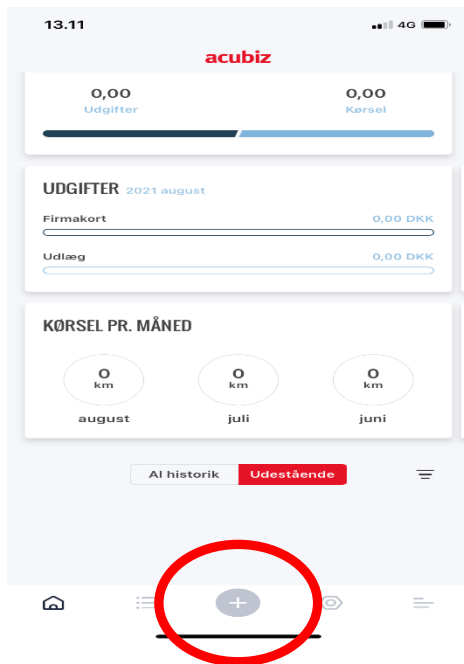 13.11 4G
acubiz
0,00 0,00
Udgifter Kørsel
UDGIFTER 2021 august
Firmakort 0,00 DKK
Udlæg 0,00 DKK
KØRSEL PR. MÅNED
0 0 0
km km km
august juli juni
Al historik Udestående